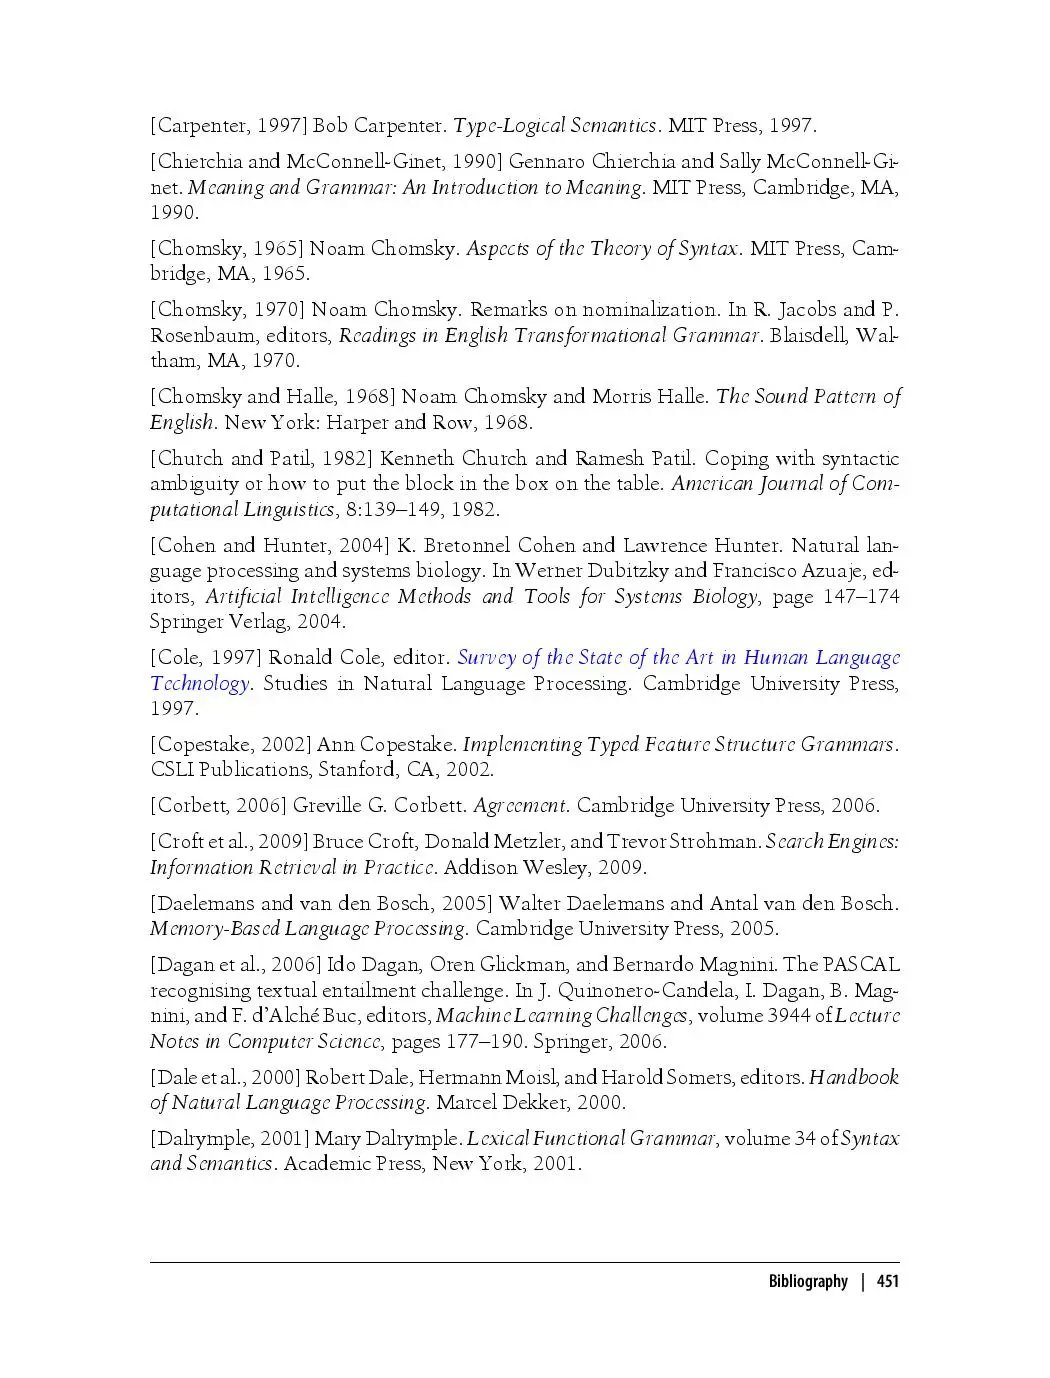 [Carpenter, 1997] Bob Carpenter. Type-Logical Semantics. MIT Press, 1997.
[Chierchia and McConnell-Ginet, 1990] Gennaro Chierchia and Sally McConnell-Gi-
net. Meaning and Grammar: An Introduction to Meaning. MIT Press, Cambridge, MA,
1990.
[Chomsky, 1965] Noam Chomsky. Aspects of the Theory of Syntax. MIT Press, Cam-
bridge, MA, 1965.
[Chomsky, 1970] Noam Chomsky. Remarks on nominalization. In R. Jacobs and P.
Rosenbaum, editors, Readings in English Transformational Grammar. Blaisdell, Wal-
tham, MA, 1970.
[Chomsky and Halle, 1968] Noam Chomsky and Morris Halle. The Sound Pattern of
English. New York: Harper and Row, 1968.
[Church and Patil, 1982] Kenneth Church and Ramesh Patil. Coping with syntactic
ambiguity or how to put the block in the box on the table. American Journal of Com-
putational Linguistics, 8:139–149, 1982.
[Cohen and Hunter, 2004] K. Bretonnel Cohen and Lawrence Hunter. Natural lan-
guage processing and systems biology. In Werner Dubitzky and Francisco Azuaje, ed-
itors, Artificial Intelligence Methods and Tools for Systems Biology, page 147–174
Springer Verlag, 2004.
[Cole, 1997] Ronald Cole, editor. Survey of the State of the Art in Human Language
Technology. Studies in Natural Language Processing. Cambridge University Press,
1997.
[Copestake, 2002] Ann Copestake. Implementing Typed Feature Structure Grammars.
CSLI Publications, Stanford, CA, 2002.
[Corbett, 2006] Greville G. Corbett. Agreement. Cambridge University Press, 2006.
[Croft et al., 2009] Bruce Croft, Donald Metzler, and Trevor Strohman. Search Engines:
Information Retrieval in Practice. Addison Wesley, 2009.
[Daelemans and van den Bosch, 2005] Walter Daelemans and Antal van den Bosch.
Memory-Based Language Processing. Cambridge University Press, 2005.
[Dagan et al., 2006] Ido Dagan, Oren Glickman, and Bernardo Magnini. The PASCAL
recognising textual entailment challenge. In J. Quinonero-Candela, I. Dagan, B. Mag-
nini, and F. d'Alché Buc, editors, Machine Learning Challenges, volume 3944 of Lecture
Notes in Computer Science, pages 177–190. Springer, 2006.
[Dale et al., 2000] Robert Dale, Hermann Moisl, and Harold Somers, editors. Handbook
of Natural Language Processing. Marcel Dekker, 2000.
[Dalrymple, 2001] Mary Dalrymple. Lexical Functional Grammar, volume 34 of Syntax
and Semantics. Academic Press, New York, 2001.
Bibliography | 451